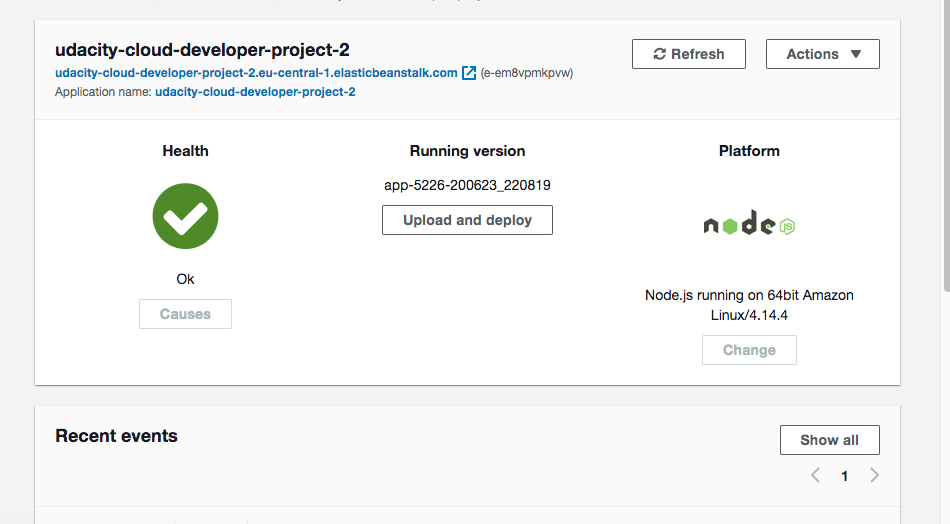 udacity-cloud-developer-project-2
Refresh
Actions
udacity-cloud-developer-project-2.eu-central-1.elasticbeanstalk.com (e-em8vpmkpvw)
Application name: udacity-cloud-developer-project-2
Health
Running version
Platform
app-5226-200623_220819
Upload and deploy
node
JS
Ok
Causes
Node.js running on 64bit Amazon
Linux/4.14.4
Change
Recent events
Show all
1